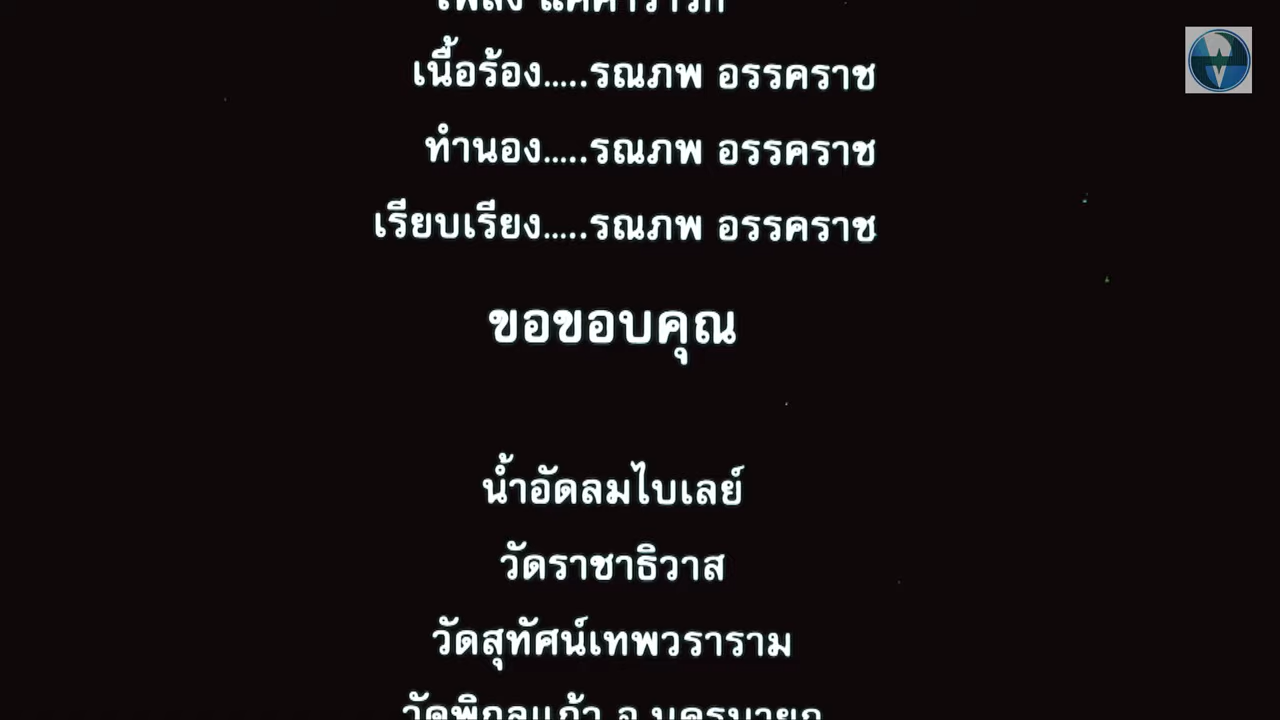 เพลง แค่คำว่ารัก
เนื้อร้อง.....รณภพ อรรคราช
ทำนอง.....รณภพ อรรคราช
เรียบเรียง.....รณภพ อรรคราช
ขอขอบคุณ
น้ำอัดลมไบเลย์
วัดราชาธิวาส
วัดสุทัศน์เทพวราราม
วัดพิกุลแก้ว อ.นครนายก